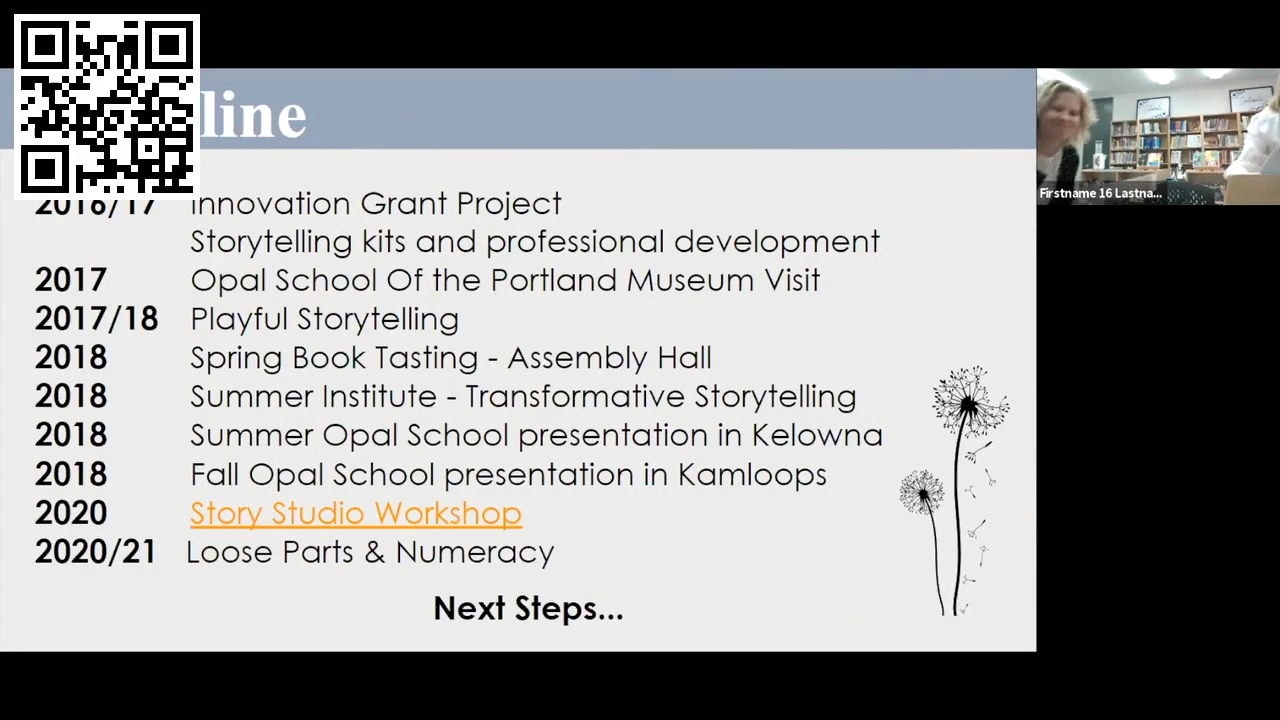 line
2016/17 Innovation Grant Project
Storytelling kits and professional development
2017 Opal School Of the Portland Museum Visit
2017/18 Playful Storytelling
2018 Spring Book Tasting - Assembly Hall
2018 Summer Institute - Transformative Storytelling
2018 Summer Opal School presentation in Kelowna
2018 Fall Opal School presentation in Kamloops
2020 Story Studio Workshop
2020/21 Loose Parts & Numeracy
Next Steps...
Firstname 16 Lastna...